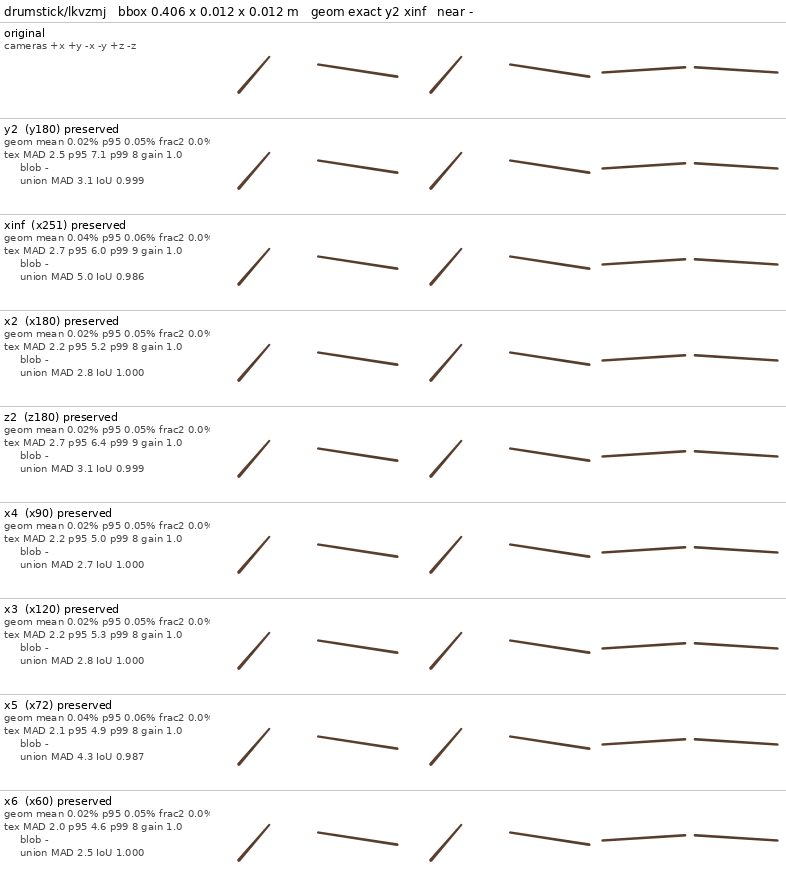 drumstick/lkvzmj   bbox 0.406 x 0.012 x 0.012 m   geom exact y2 xinf   near -
original
cameras +x +y -x -y +z -z
y2  (y180) preserved
geom mean 0.02% p95 0.05% frac2 0.0%
tex MAD 2.5 p95 7.1 p99 8 gain 1.0
blob -
union MAD 3.1 IoU 0.999
xinf  (x251) preserved
geom mean 0.04% p95 0.06% frac2 0.0%
tex MAD 2.7 p95 6.0 p99 9 gain 1.0
blob -
union MAD 5.0 IoU 0.986
x2  (x180) preserved
geom mean 0.02% p95 0.05% frac2 0.0%
tex MAD 2.2 p95 5.2 p99 8 gain 1.0
blob -
union MAD 2.8 IoU 1.000
z2  (z180) preserved
geom mean 0.02% p95 0.05% frac2 0.0%
tex MAD 2.7 p95 6.4 p99 9 gain 1.0
blob -
union MAD 3.1 IoU 0.999
x4  (x90) preserved
geom mean 0.02% p95 0.05% frac2 0.0%
tex MAD 2.2 p95 5.0 p99 8 gain 1.0
blob -
union MAD 2.7 IoU 1.000
x3  (x120) preserved
geom mean 0.02% p95 0.05% frac2 0.0%
tex MAD 2.2 p95 5.3 p99 8 gain 1.0
blob -
union MAD 2.8 IoU 1.000
x5  (x72) preserved
geom mean 0.04% p95 0.06% frac2 0.0%
tex MAD 2.1 p95 4.9 p99 8 gain 1.0
blob -
union MAD 4.3 IoU 0.987
x6  (x60) preserved
geom mean 0.02% p95 0.05% frac2 0.0%
tex MAD 2.0 p95 4.6 p99 8 gain 1.0
blob -
union MAD 2.5 IoU 1.000